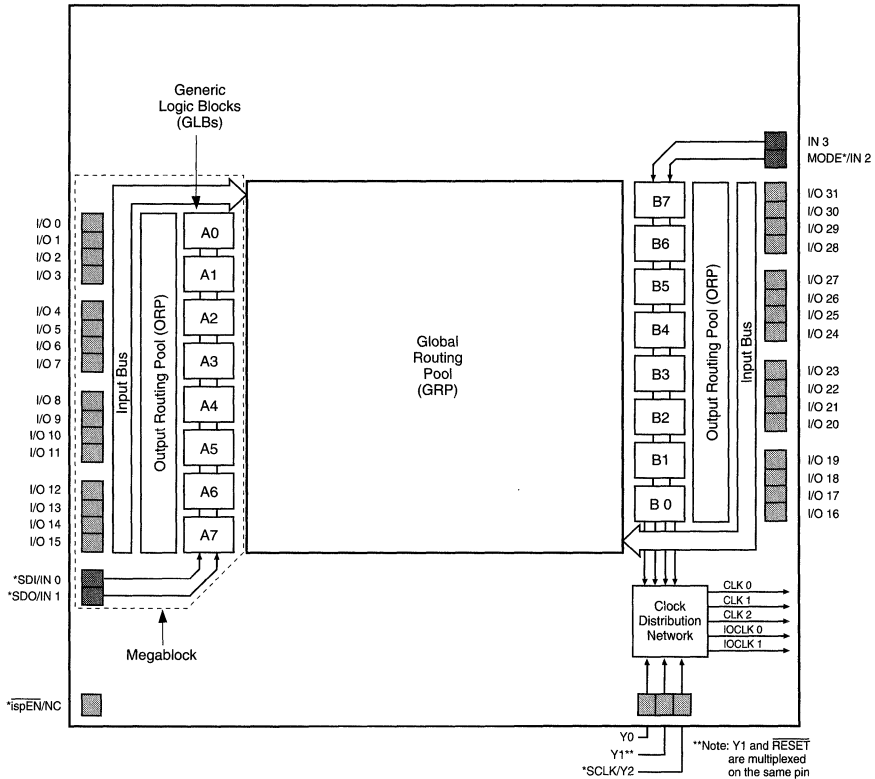 Generic
Logic Blocks
(GLBs)
IN 3
MODE*/IN 2
I/O 0
I/O 1
I/O 2
I/O 3
I/O 4
I/O 5
I/O 6
I/O 7
I/O 8
I/O 9
I/O 10
I/O 11
I/O 12
I/O 13
I/O 14
I/O 15
*SDI/IN 0
*SDO/IN 1
Input Bus
Output Routing Pool (ORP)
A0
A1
A2
A3
A4
A5
A6
A7
Megablock
Global
Routing
Pool
(GRP)
B7
B6
B5
B4
B3
B2
B1
B 0
Output Routing Pool (ORP)
Input Bus
I/O 31
I/O 30
I/O 29
I/O 28
I/O 27
I/O 26
I/O 25
I/O 24
I/O 23
I/O 22
I/O 21
I/O 20
I/O 19
I/O 18
I/O 17
I/O 16
Clock
Distribution
Network
CLK 0
CLK 1
CLK 2
IOCLK 0
IOCLK 1
*ispEN/NC
Y0
Y1**
*SCLK/Y2
**Note: Y1 and RESET
are multiplexed
on the same pin